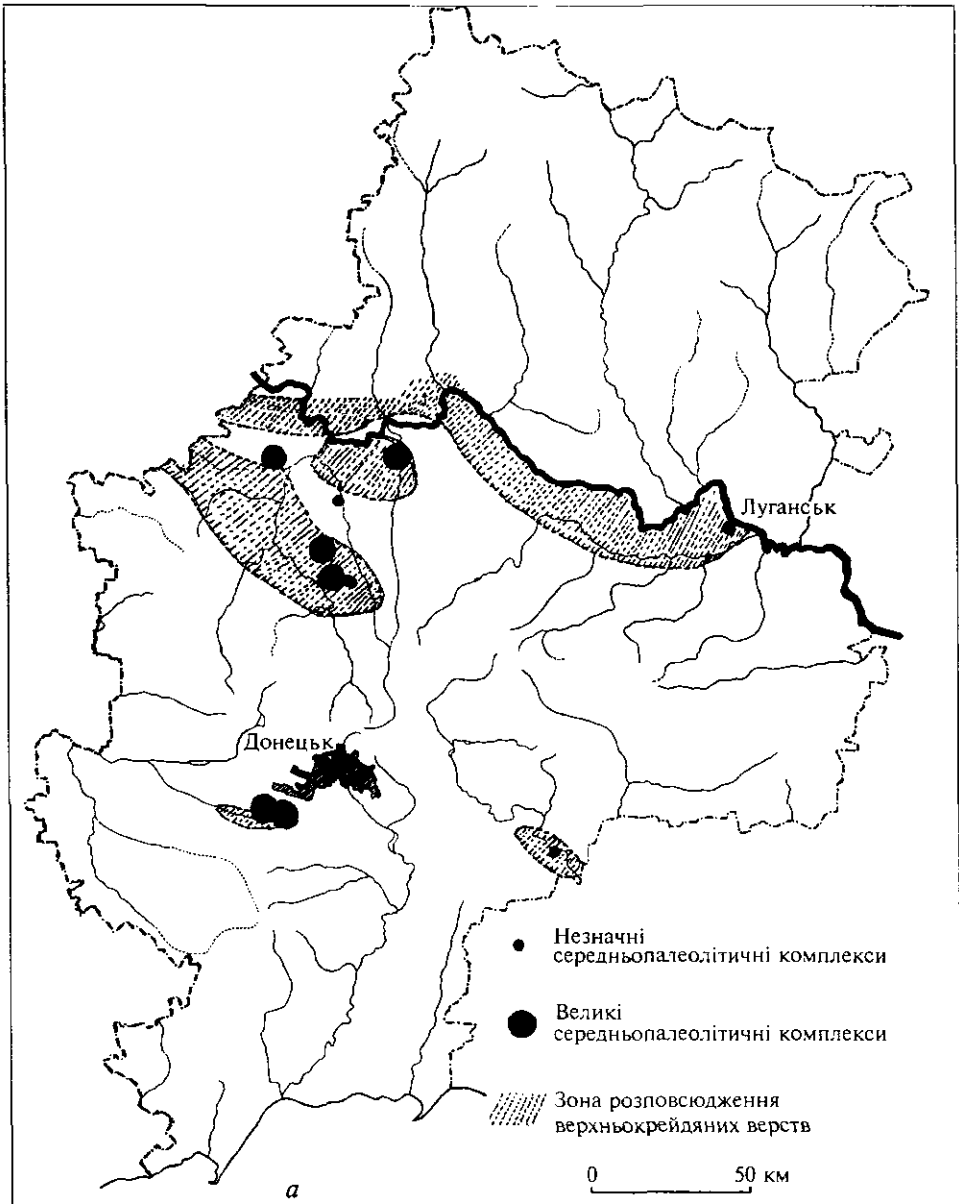 Луганськ
Донецьк
Незначні
середньопалеолітичні комплекси
Великі
середньопалеолітичні комплекси
Зона розповсюдження
верхньокрейдяних верств
0 50 км
а